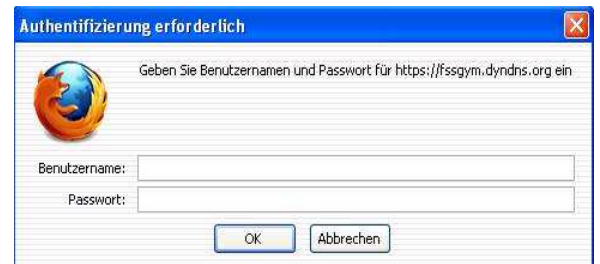 Authentifizierung erforderlich
Geben Sie Benutzernamen und Passwort für https://fssgym.dyndns.org ein
Benutzername:
Passwort:
OK Abbrechen